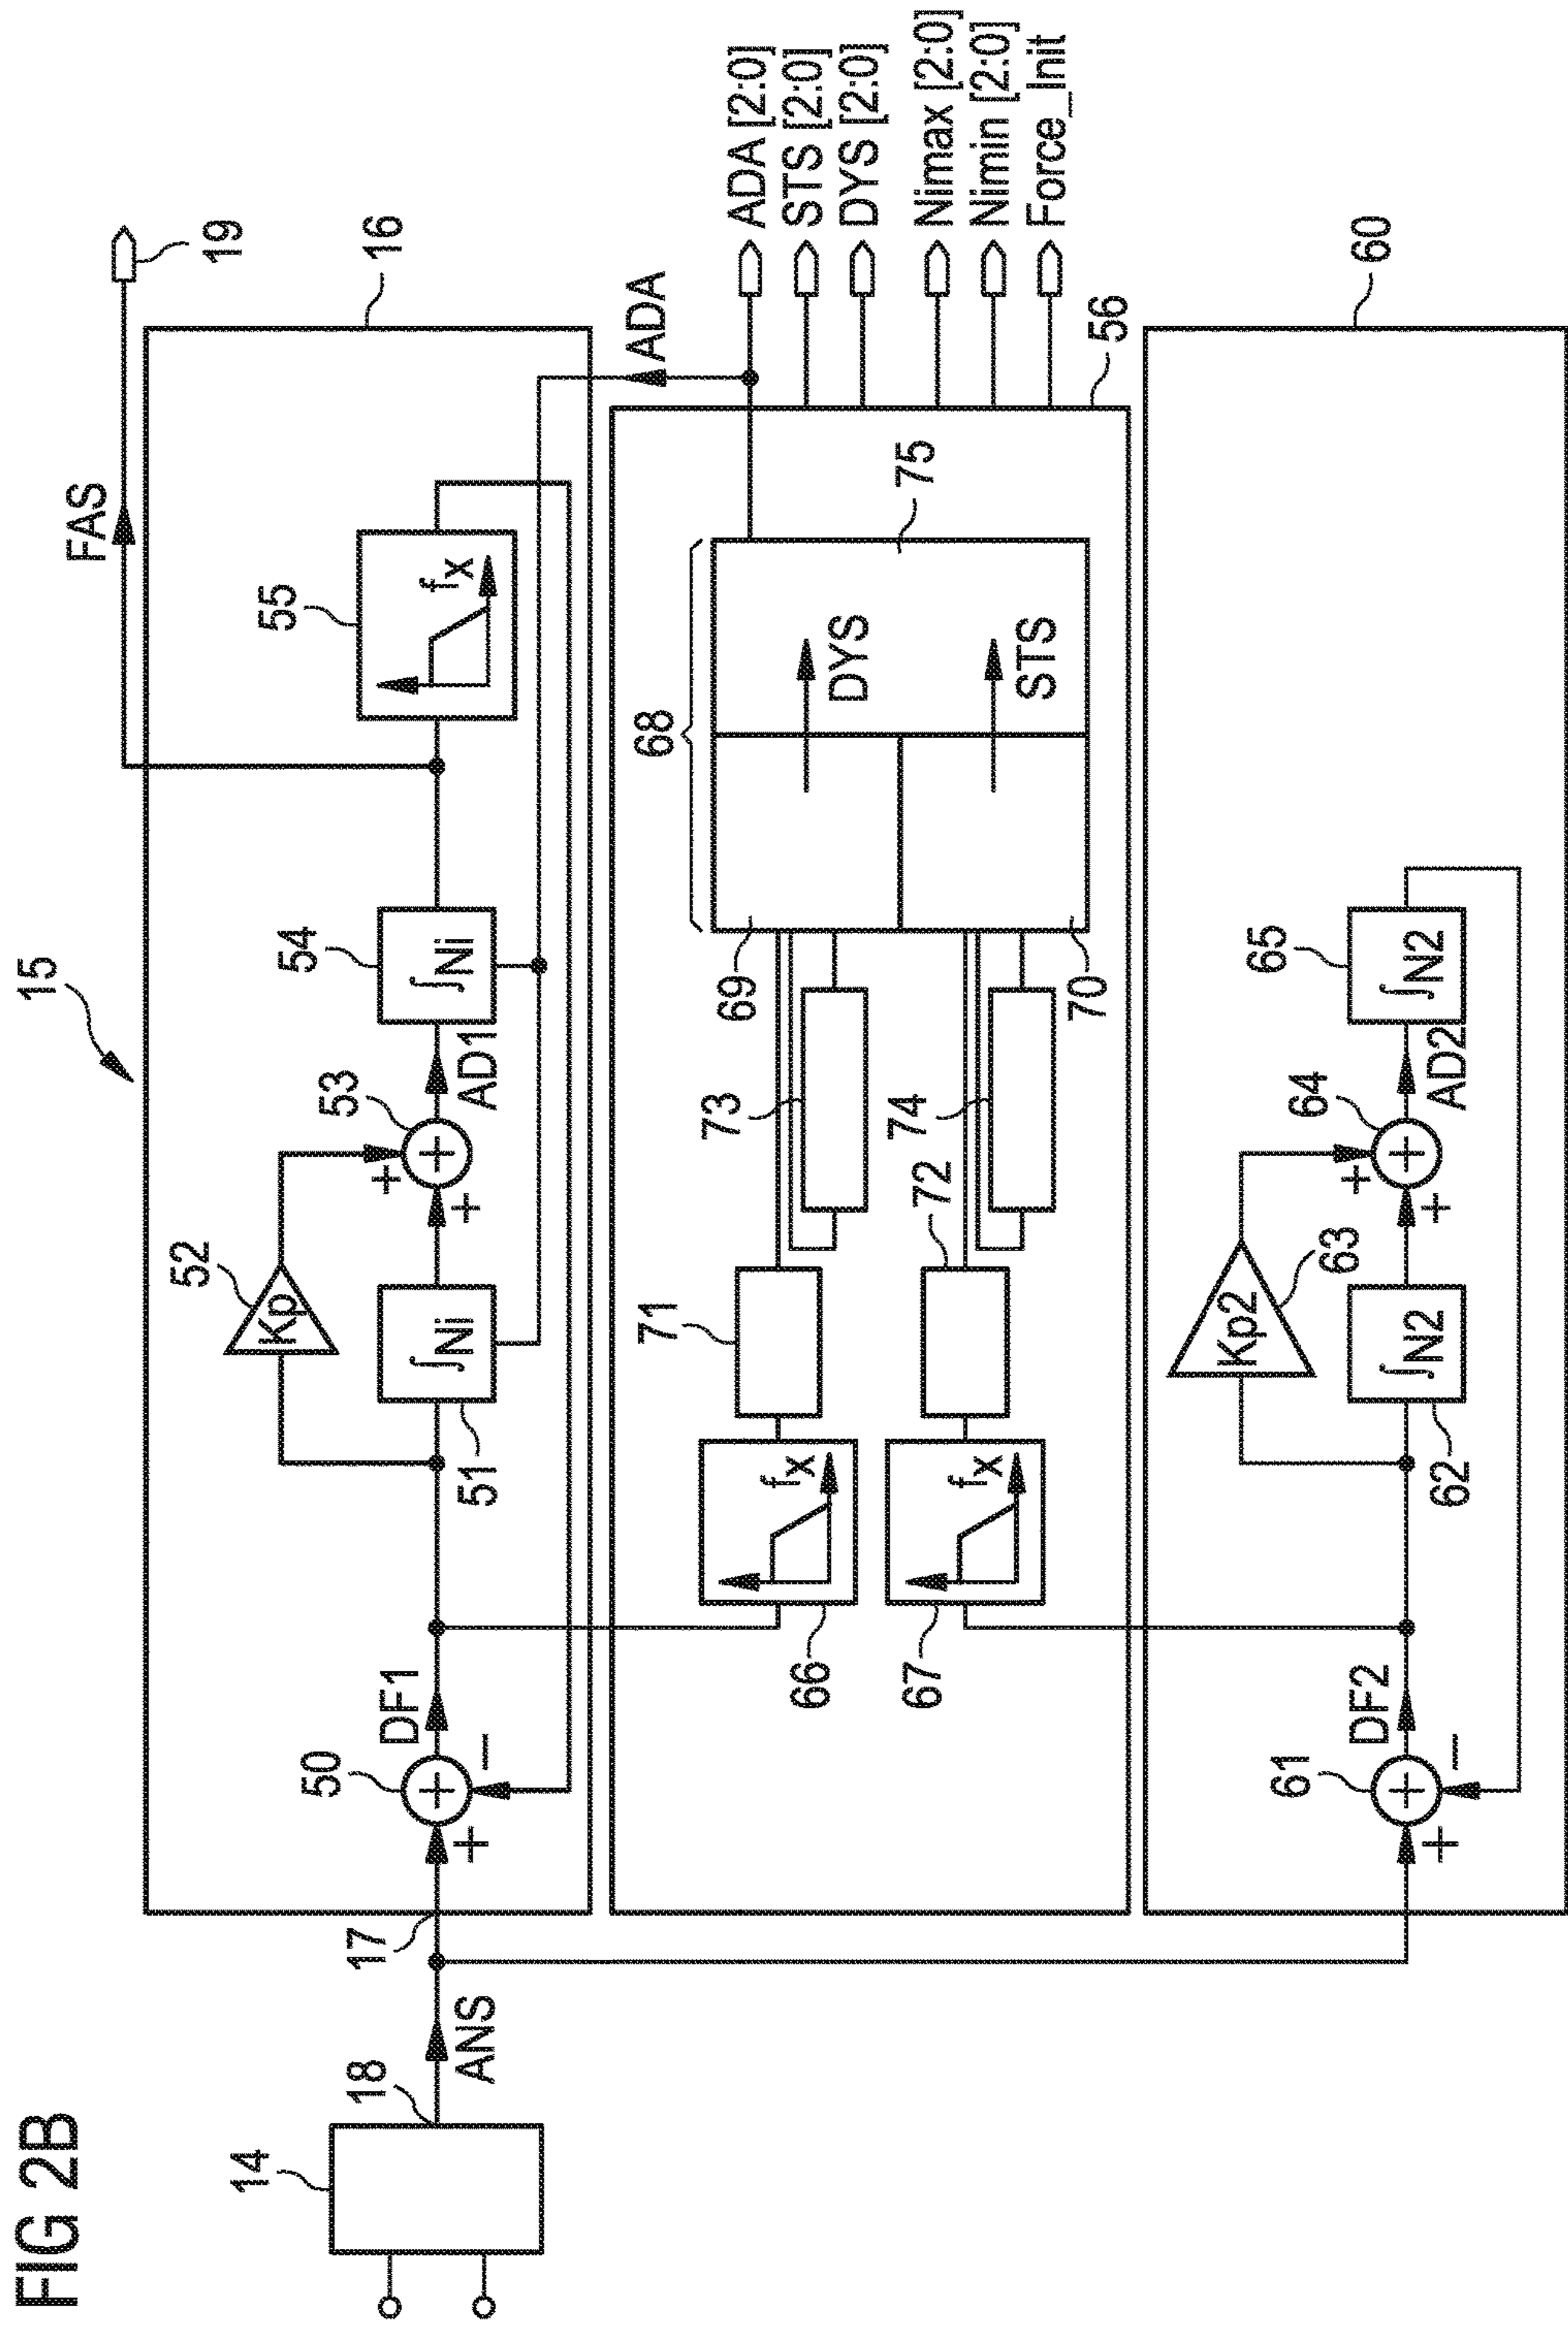 FIG 2B
15
FAS
19
16
14
18
ANS
17
50
+
+
−
DF1
51
∫Ni
52
Kp
53
+
+
+
AD1
54
∫Ni
55
fx
ADA
ADA [2:0]
STS [2:0]
DYS [2:0]
Nimax [2:0]
Nimin [2:0]
Force_Init
56
66
fx
67
fx
71
72
73
74
68
69
70
DYS
STS
75
60
61
+
+
−
DF2
62
∫N2
63
Kp2
64
+
+
+
AD2
65
∫N2